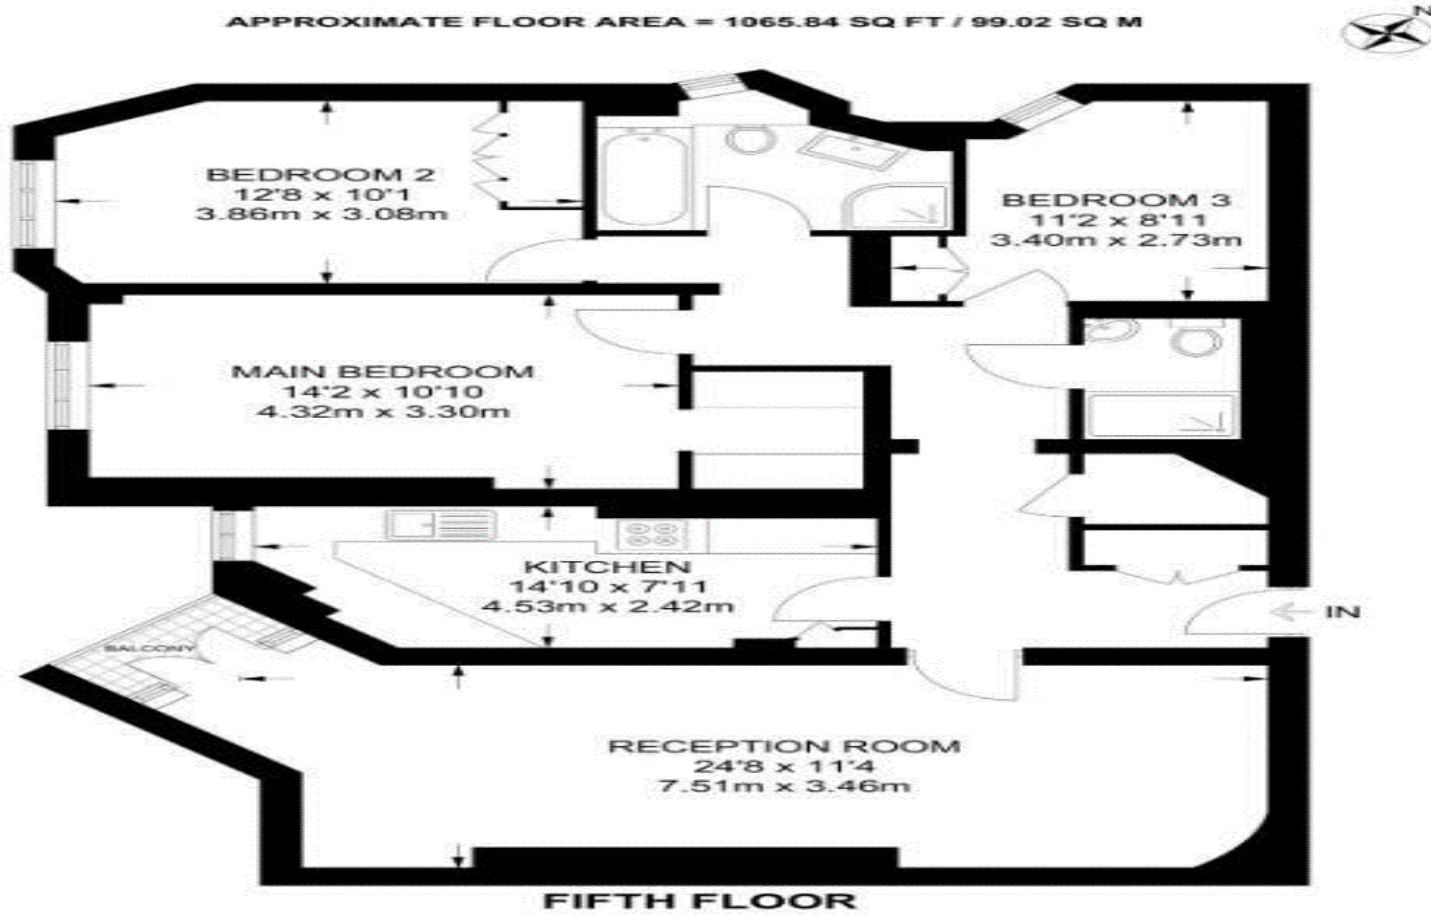 APPROXIMATE FLOOR AREA = 1065.84 SQ FT / 99.02 SQ M
N
BEDROOM 2
12'8 x 10'1
3.86m x 3.08m
BEDROOM 3
11'2 x 8'11
3.40m x 2.73m
MAIN BEDROOM
14'2 x 10'10
4.32m x 3.30m
KITCHEN
14'10 x 7'11
4.53m x 2.42m
IN
BALCONY
RECEPTION ROOM
24'8 x 11'4
7.51m x 3.46m
FIFTH FLOOR